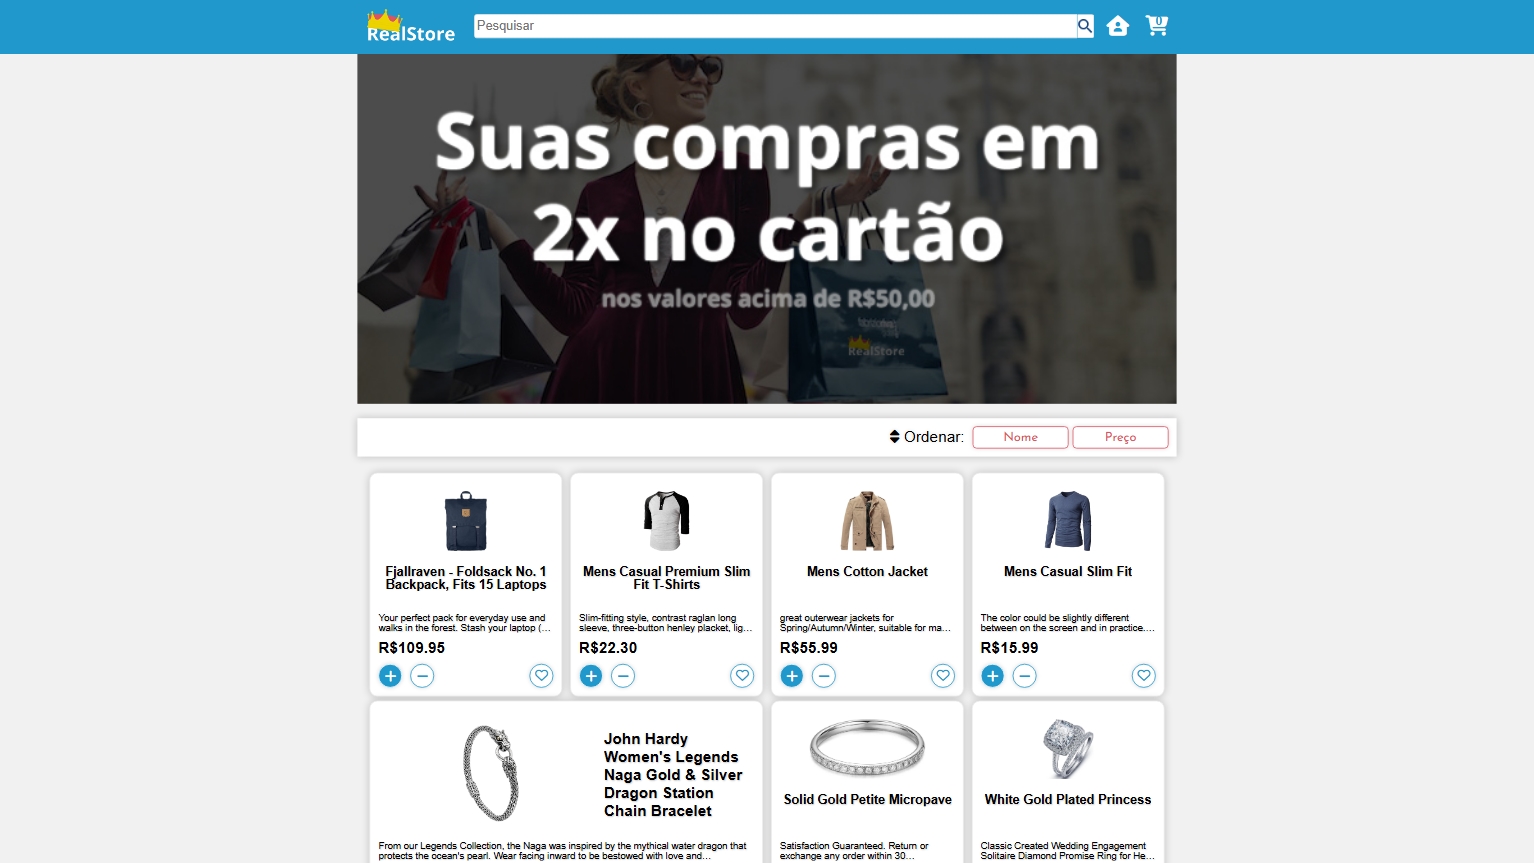 RealStore
Pesquisar
0
Suas compras em
2x no cartão
nos valores acima de R$50,00
RealStore
Ordenar:
Nome
Preço
Fjallraven - Foldsack No. 1
Backpack, Fits 15 Laptops
Your perfect pack for everyday use and
walks in the forest. Stash your laptop (...
R$109.95
Mens Casual Premium Slim
Fit T-Shirts
Slim-fitting style, contrast raglan long
sleeve, three-button henley placket, lig...
R$22.30
Mens Cotton Jacket
great outerwear jackets for
Spring/Autumn/Winter, suitable for ma...
R$55.99
Mens Casual Slim Fit
The color could be slightly different
between on the screen and in practice....
R$15.99
John Hardy
Women's Legends
Naga Gold & Silver
Dragon Station
Chain Bracelet
From our Legends Collection, the Naga was inspired by the mythical water dragon that
protects the ocean's pearl. Wear facing inward to be bestowed with love and...
Solid Gold Petite Micropave
Satisfaction Guaranteed. Return or
exchange any order within 30...
White Gold Plated Princess
Classic Created Wedding Engagement
Solitaire Diamond Promise Ring for He...